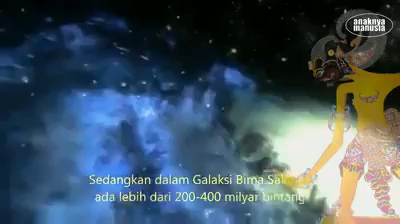 anaknya
manusia
Sedangkan dalam Galaksi Bima Sakti
ada lebih dari 200-400 milyar bintang